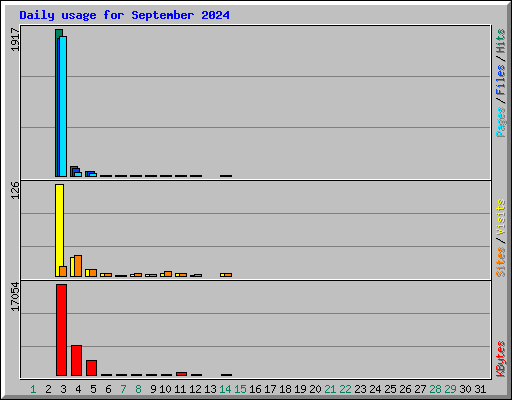 Daily usage for September 2024
1917
Pages / Files / Hits
126
Sites / Visits
17054
KBytes
1 2 3 4 5 6 7 8 9 10 11 12 13 14 15 16 17 18 19 20 21 22 23 24 25 26 27 28 29 30 31